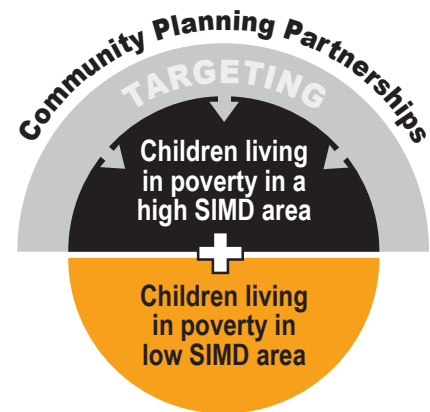 Community Planning Partnerships
TARGETING
Children living
in poverty in a
high SIMD area
Children living
in poverty in
low SIMD area